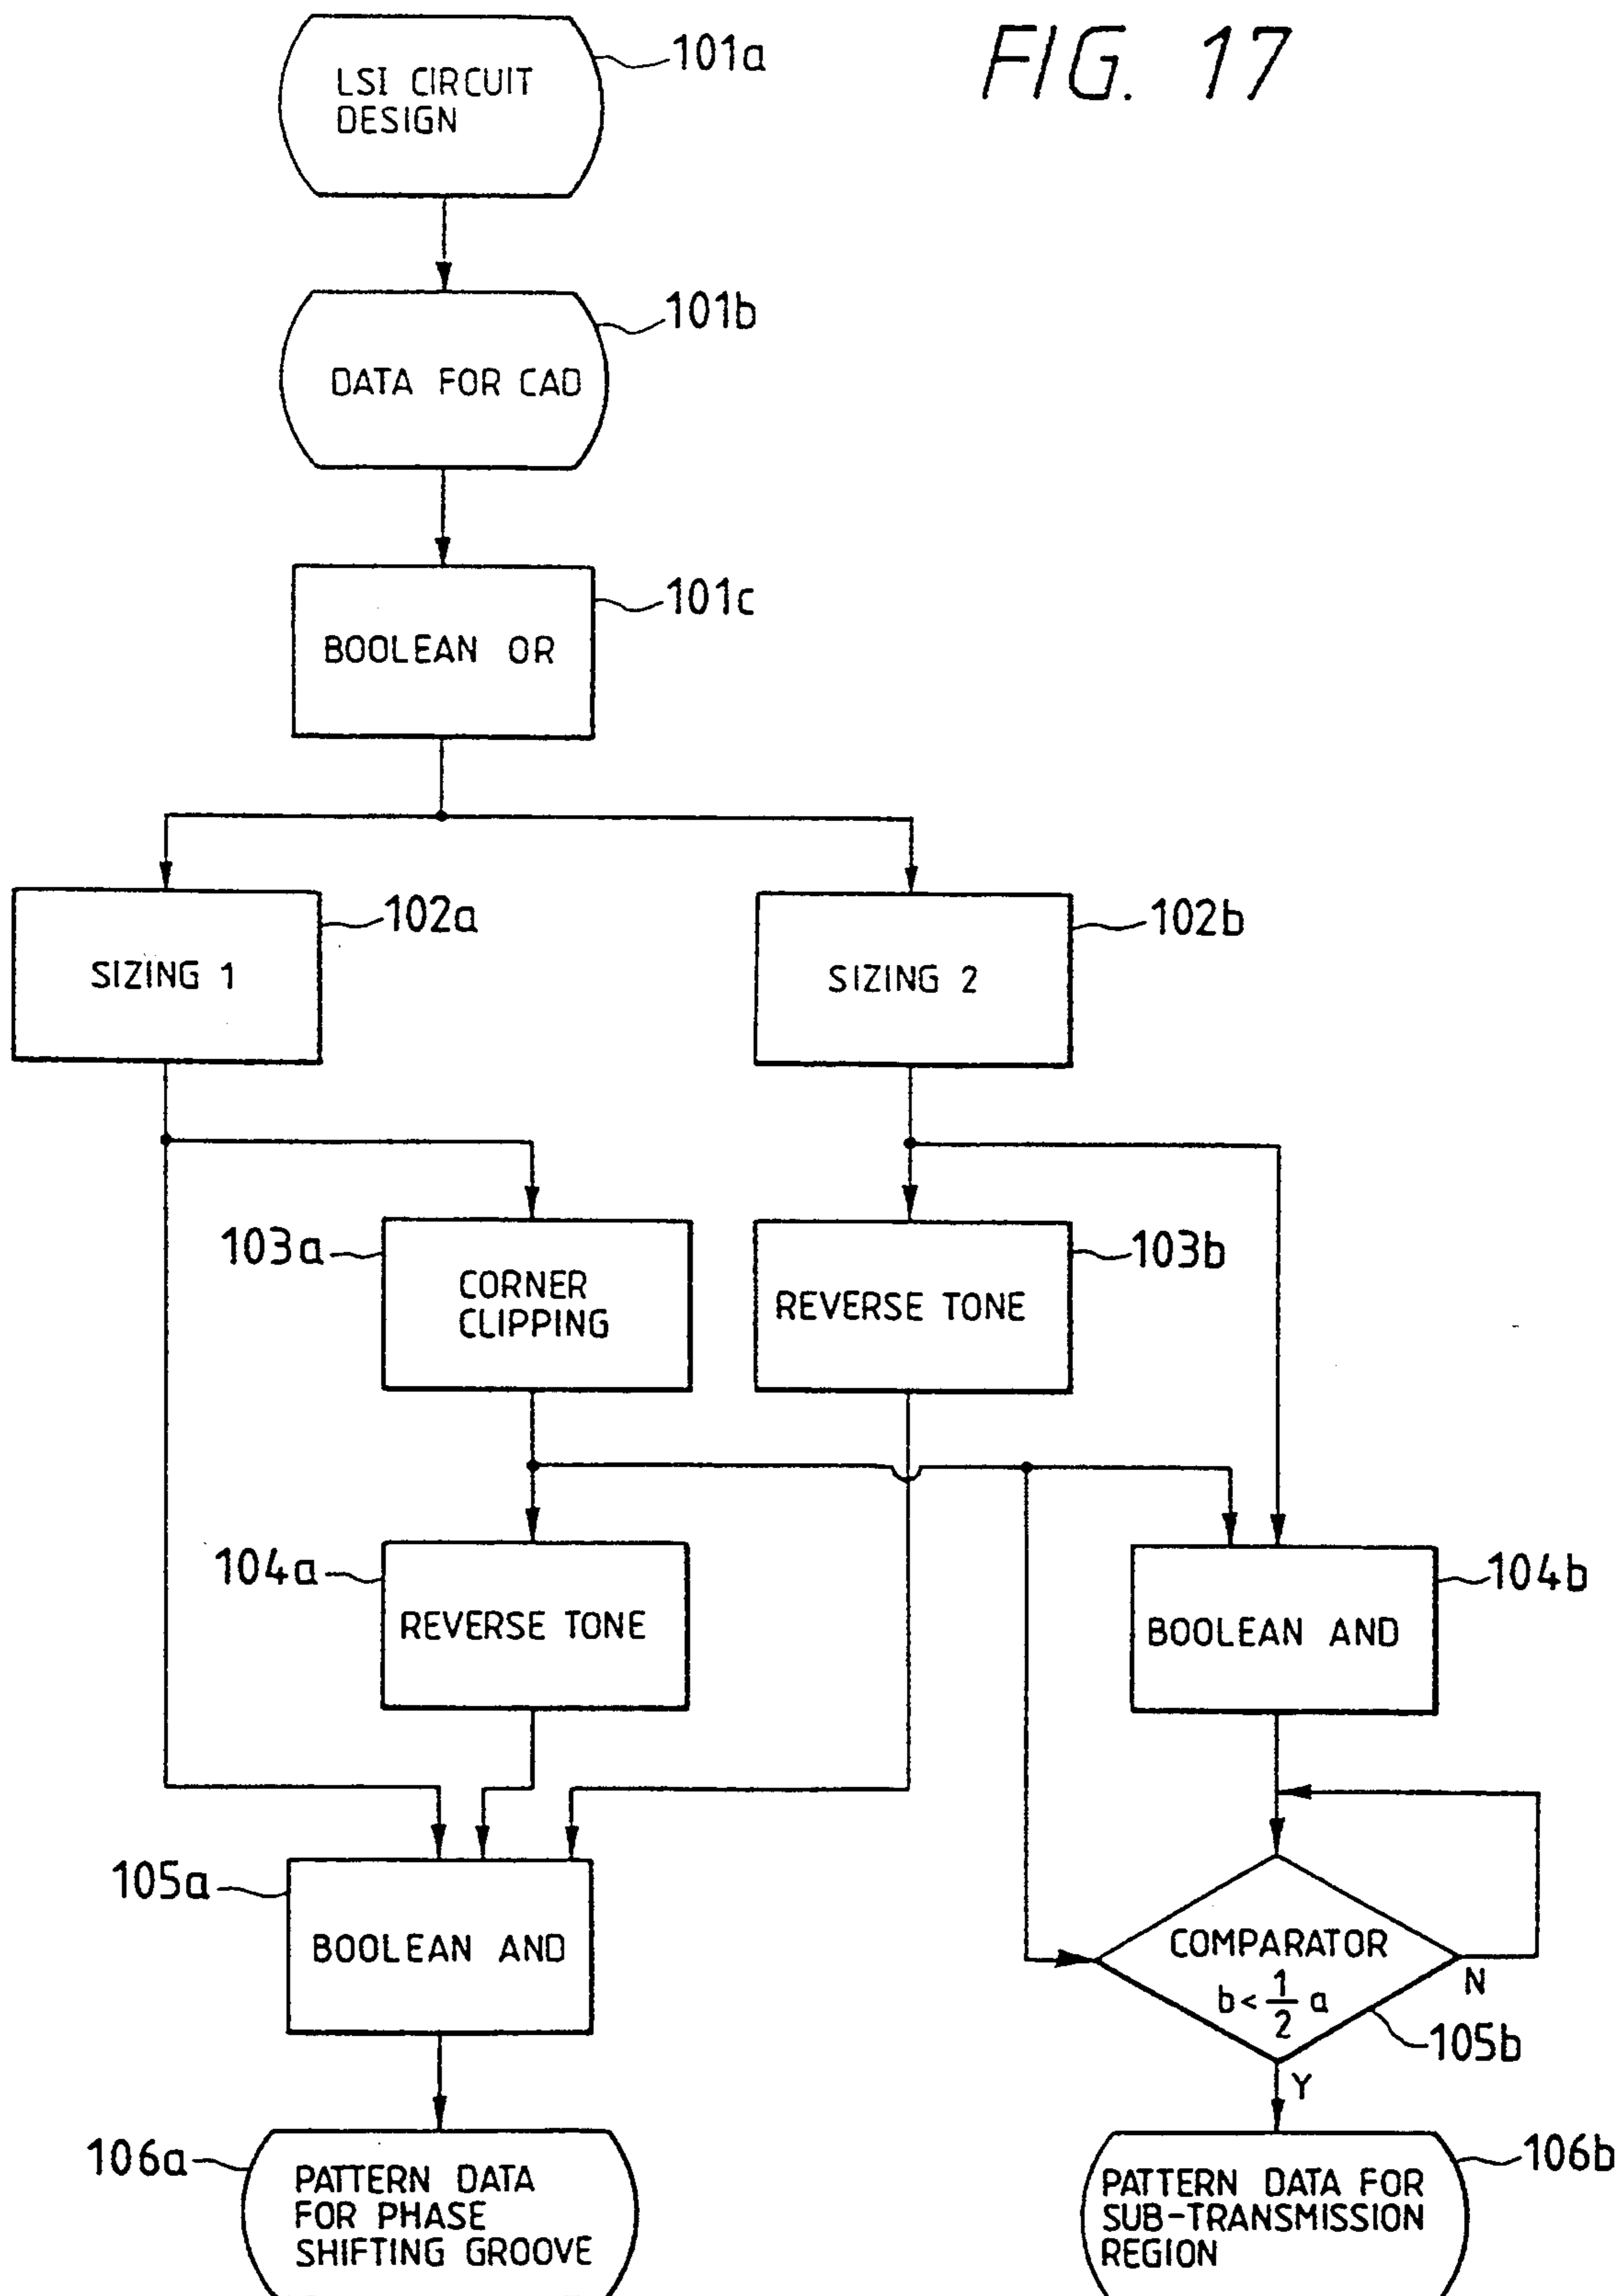 FIG. 17
LSI CIRCUIT
DESIGN
101a
DATA FOR CAD
101b
BOOLEAN OR
101c
SIZING 1
102a
SIZING 2
102b
103a
CORNER
CLIPPING
REVERSE TONE
103b
104a
REVERSE TONE
BOOLEAN AND
104b
105a
BOOLEAN AND
COMPARATOR
b < 1/2 a
N
105b
Y
106a
PATTERN DATA
FOR PHASE
SHIFTING GROOVE
PATTERN DATA FOR
SUB-TRANSMISSION
REGION
106b